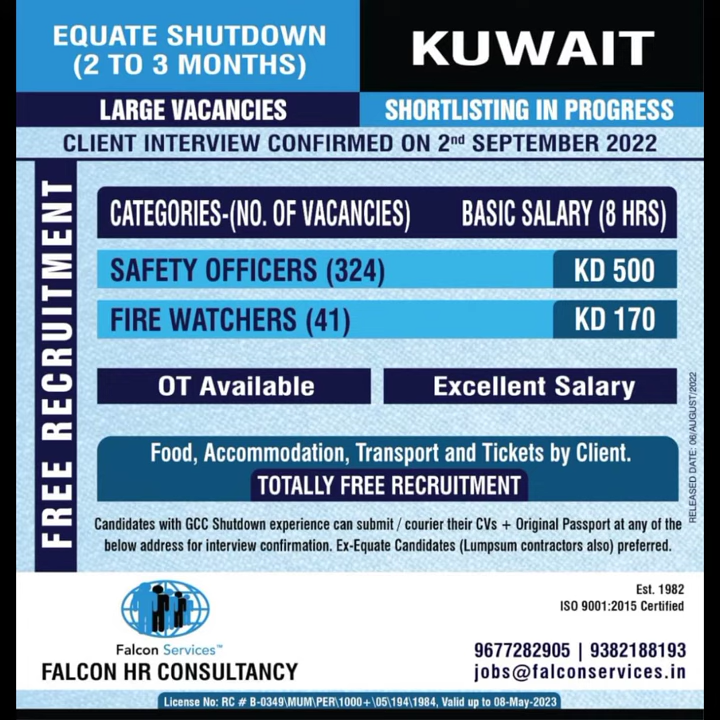 EQUATE SHUTDOWN
(2 TO 3 MONTHS)
KUWAIT
LARGE VACANCIES
SHORTLISTING IN PROGRESS
CLIENT INTERVIEW CONFIRMED ON 2nd SEPTEMBER 2022
FREE RECRUITMENT
CATEGORIES-(NO. OF VACANCIES) BASIC SALARY (8 HRS)
SAFETY OFFICERS (324) KD 500
FIRE WATCHERS (41) KD 170
OT Available
Excellent Salary
Food, Accommodation, Transport and Tickets by Client.
TOTALLY FREE RECRUITMENT
RELEASED DATE: 06/AUGUST/2022
Candidates with GCC Shutdown experience can submit / courier their CVs + Original Passport at any of the
below address for interview confirmation. Ex-Equate Candidates (Lumpsum contractors also) preferred.
Falcon Services™
FALCON HR CONSULTANCY
Est. 1982
ISO 9001:2015 Certified
9677282905 | 9382188193
jobs@falconservices.in
License No: RC # B-0349\MUM\PER\1000+\05\194\1984, Valid up to 08-May-2023